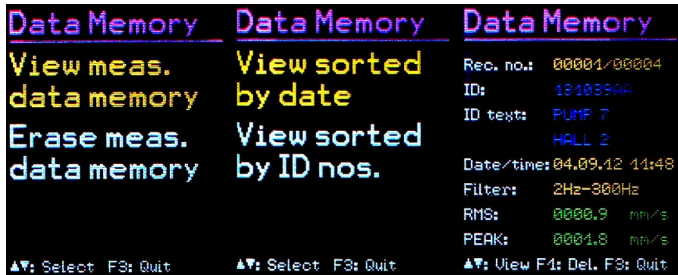 Data Memory
View meas.
data memory
Erase meas.
data memory
▲▼: Select F3: Quit
Data Memory
View sorted
by date
View sorted
by ID nos.
▲▼: Select F3: Quit
Data Memory
Rec. no.: 00001/00004
ID: 131039AA
ID text: PUMP 7
HALL 2
Date/time: 04.09.12 11:48
Filter: 2Hz-300Hz
RMS: 0000.9 mm/s
PEAK: 0001.8 mm/s
▲▼: View F1: Del. F3: Quit